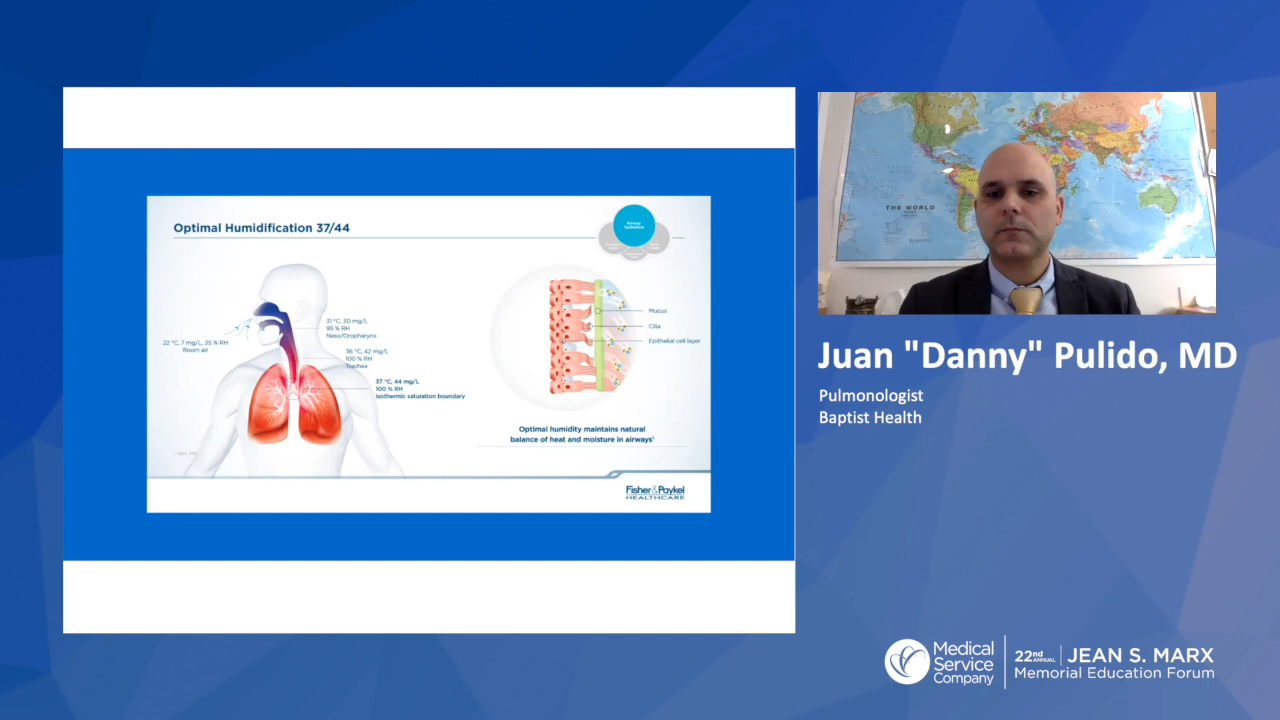 Optimal Humidification 37/44
Airway
hydration
31 °C, 30 mg/L
95 % RH
Naso/Oropharynx
22 °C, 7 mg/L, 35 % RH
Room air
36 °C, 42 mg/L
100 % RH
Trachea
37 °C, 44 mg/L
100 % RH
Isothermic saturation boundary
Mucus
Cilia
Epithelial cell layer
Optimal humidity maintains natural
balance of heat and moisture in airways¹
Fisher & Paykel
HEALTHCARE
THE WORLD
Juan "Danny" Pulido, MD
Pulmonologist
Baptist Health
Medical
Service
Company
22nd ANNUAL JEAN S. MARX
Memorial Education Forum